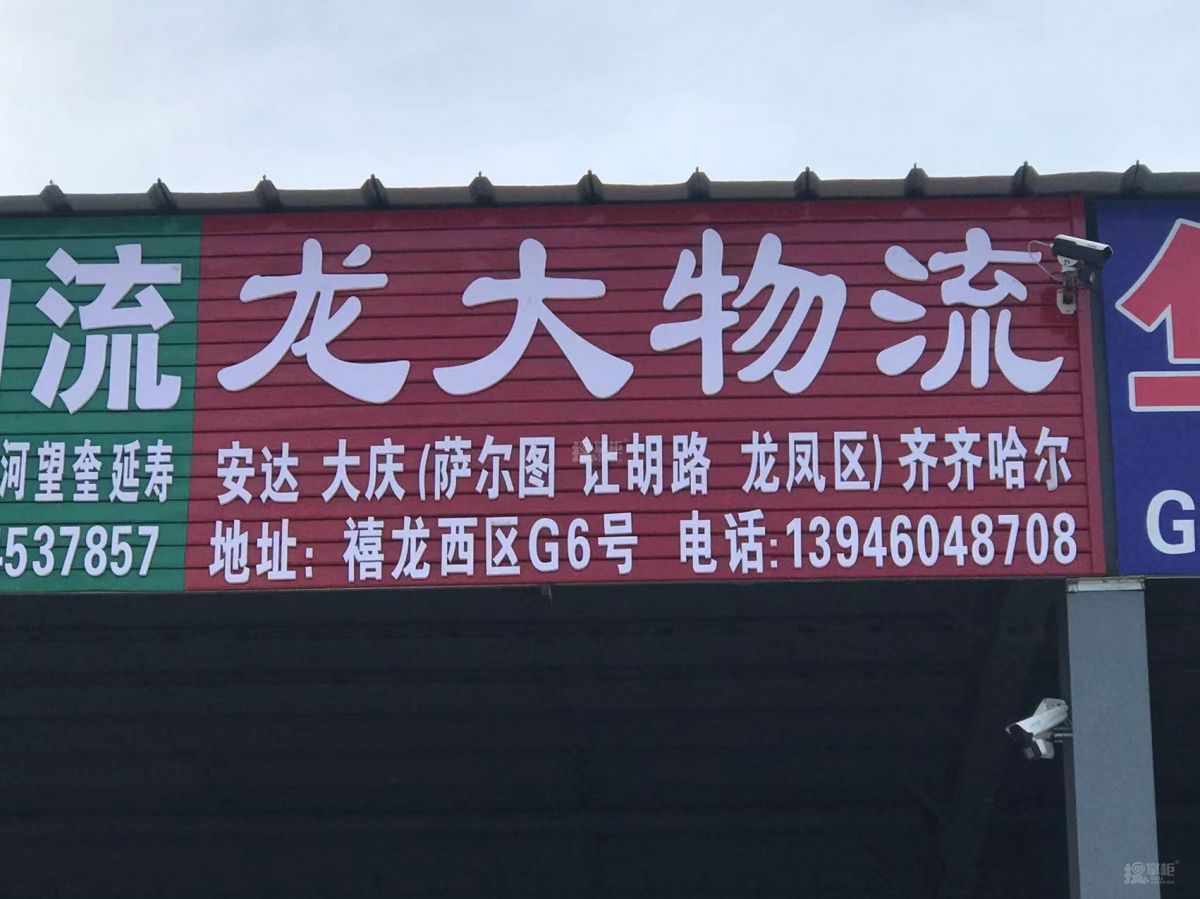 流
河望奎延寿
537857
龙大物流
安达 大庆(萨尔图 让胡路 龙凤区)齐齐哈尔
地址：禧龙西区G6号 电话:13946048708
G
掌柜